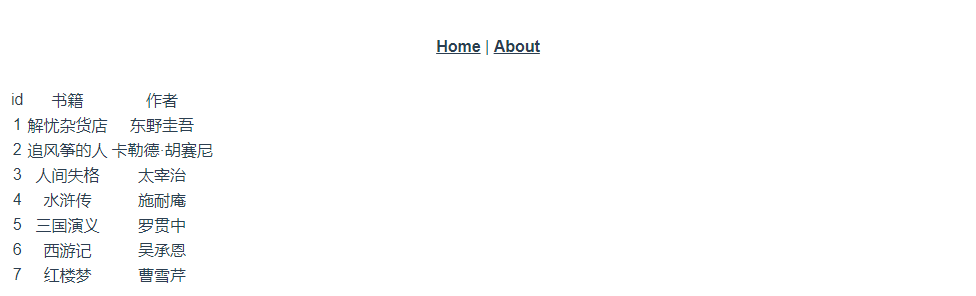 Home | About
id 书籍 作者
1 解忧杂货店 东野圭吾
2 追风筝的人 卡勒德·胡赛尼
3 人间失格 太宰治
4 水浒传 施耐庵
5 三国演义 罗贯中
6 西游记 吴承恩
7 红楼梦 曹雪芹